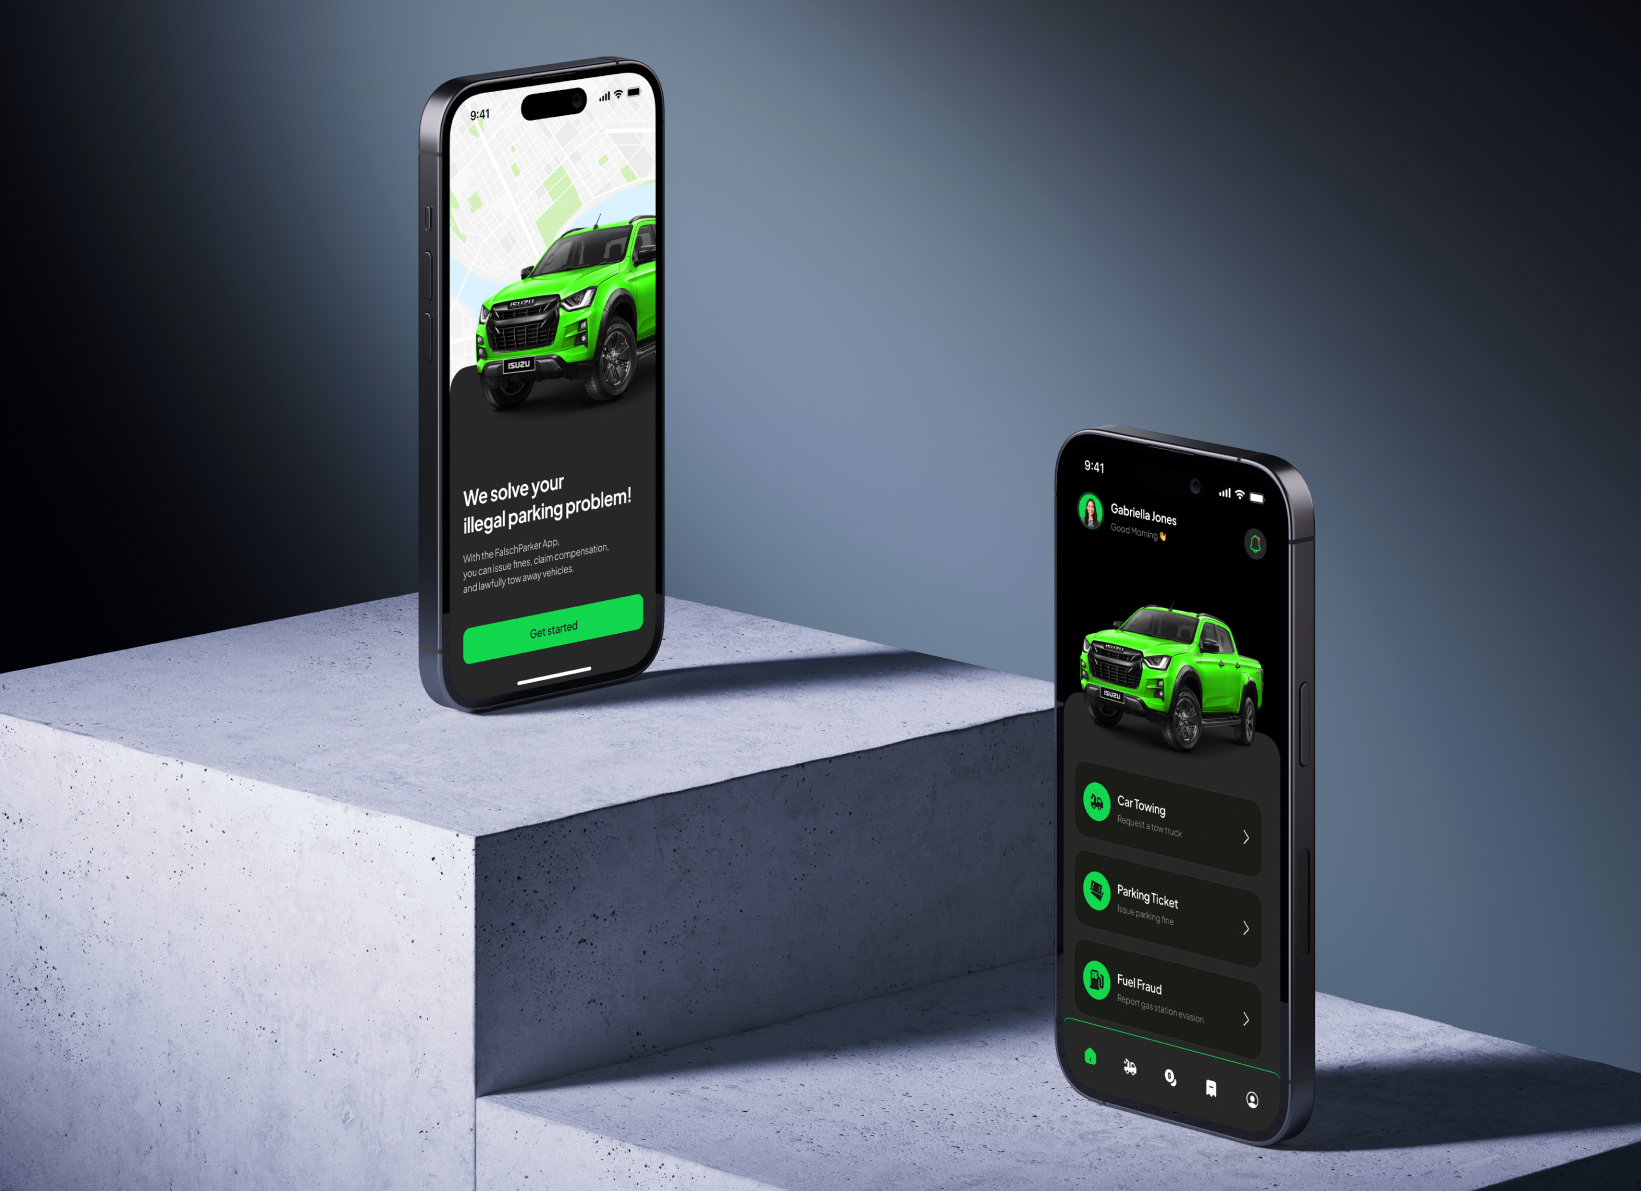 9:41
ISUZU
ISUZU
We solve your
illegal parking problem!
With the FalschParker App,
you can issue fines, claim compensation,
and lawfully tow away vehicles.
Get started
9:41
Gabriella Jones
Good Morning 👋
ISUZU
ISUZU
Car Towing
Request a tow truck
Parking Ticket
Issue parking fine
Fuel Fraud
Report gas station evasion